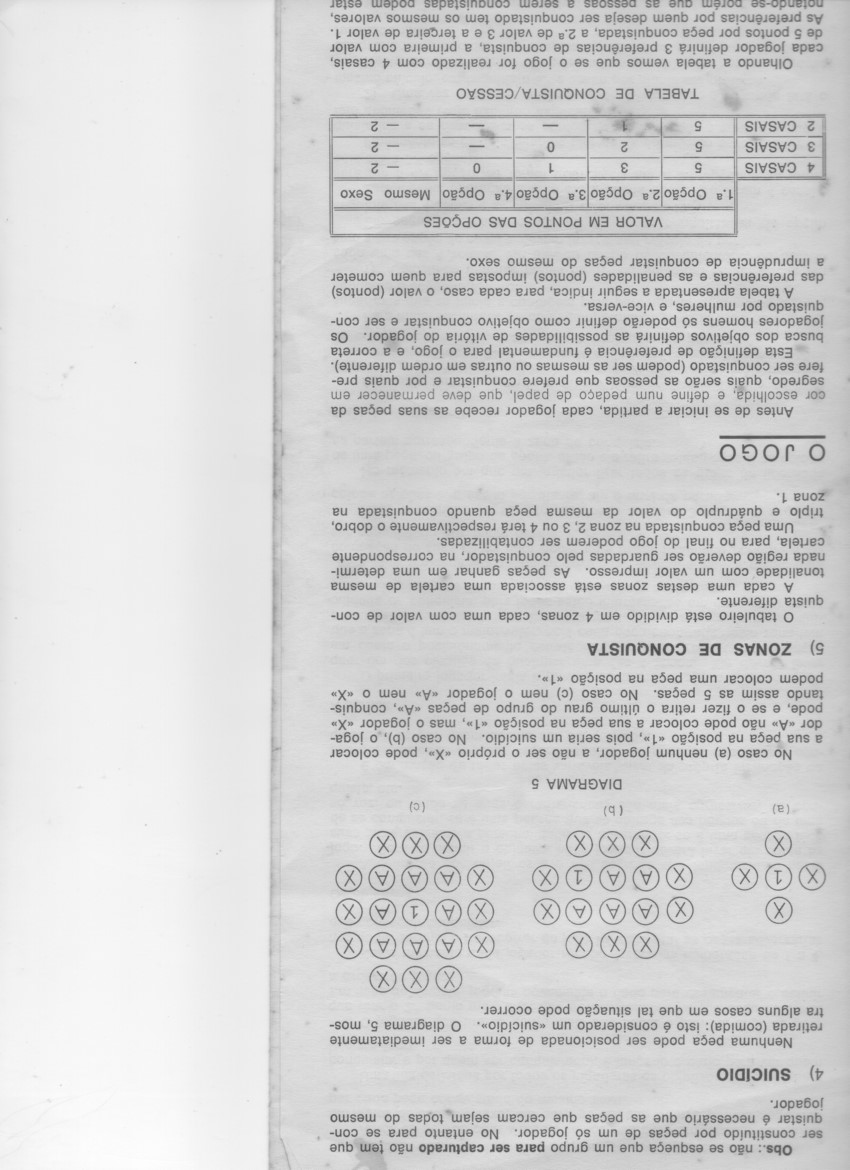 Obs.: não se esqueça que um grupo para ser capturado não tem que
ser constituído por peças de um só jogador. No entanto para se con-
quistar é necessário que as peças que cercam sejam todas do mesmo
jogador.
4) SUICIDIO
Nenhuma peça pode ser posicionada de forma a ser imediatamente
retirada (comida): isto é considerado um «suicídio». O diagrama 5, mos-
tra alguns casos em que tal situação pode ocorrer.
X X X
X X X X A A A X
X X A A A X X A 1 A X
X 1 X X A A 1 X X A A A X
X X X X X X X
(a) (b) (c)
DIAGRAMA 5
No caso (a) nenhum jogador, a não ser o próprio «X», pode colocar
a sua peça na posição «1», pois seria um suicídio. No caso (b), o joga-
dor «A» não pode colocar a sua peça na posição «1», mas o jogador «X»
pode, e se o fizer retira o último grau do grupo de peças «A», conquis-
tando assim as 5 peças. No caso (c) nem o jogador «A» nem o «X»
podem colocar uma peça na posição «1».
5) ZONAS DE CONQUISTA
O tabuleiro está dividido em 4 zonas, cada uma com valor de con-
quista diferente.
A cada uma destas zonas está associada uma cartela de mesma
tonalidade com um valor impresso. As peças ganhar em uma determi-
nada região deverão ser guardadas pelo conquistador, na correspondente
cartela, para no final do jogo poderem ser contabilizadas.
Uma peça conquistada na zona 2, 3 ou 4 terá respectivamente o dobro,
triplo e quádruplo do valor da mesma peça quando conquistada na
zona 1.
O JOGO
Antes de se iniciar a partida, cada jogador recebe as suas peças da
cor escolhida, e define num pedaço de papel, que deve permanecer em
segredo, quais serão as pessoas que prefere conquistar e por quais pre-
fere ser conquistado (podem ser as mesmas ou outras em ordem diferente).
Esta definição de preferência é fundamental para o jogo, e a correta
busca dos objetivos definirá as possibilidades de vitória do jogador. Os
jogadores homens só poderão definir como objetivo conquistar e ser con-
quistado por mulheres, e vice-versa.
A tabela apresentada a seguir indica, para cada caso, o valor (pontos)
das preferências e as penalidades (pontos) impostas para quem cometer
a imprudência de conquistar peças do mesmo sexo.
VALOR EM PONTOS DAS OPÇÕES
1.ª Opção 2.ª Opção 3.ª Opção 4.ª Opção Mesmo Sexo
4 CASAIS 5 3 1 0 — 2
3 CASAIS 5 2 0 — — 2
2 CASAIS 5 1 — — — 2
TABELA DE CONQUISTA/CESSÃO
Olhando a tabela vemos que se o jogo for realizado com 4 casais,
cada jogador definirá 3 preferências de conquista, a primeira com valor
de 5 pontos por peça conquistada, a 2.ª de valor 3 e a terçeira de valor 1.
As preferências por quem deseja ser conquistado tem os mesmos valores,
notando-se porém que as pessoas a serem conquistadas podem estar